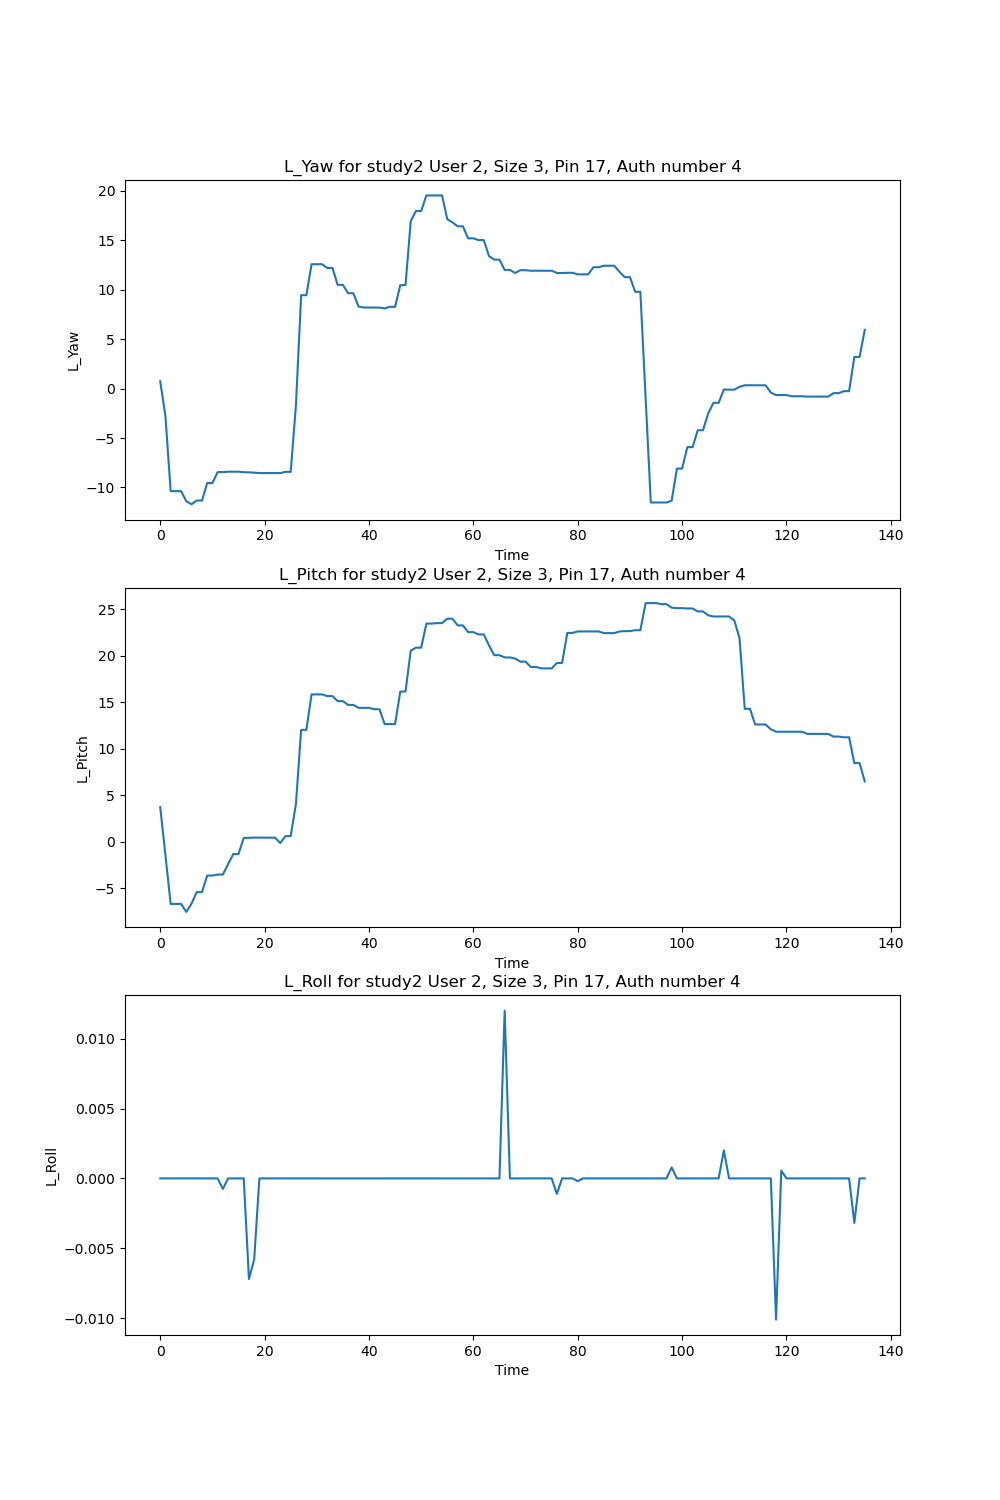 L_Yaw for study2 User 2, Size 3, Pin 17, Auth number 4
20
15
10
5
0
−5
−10
L_Yaw
0 20 40 60 80 100 120 140
Time
L_Pitch for study2 User 2, Size 3, Pin 17, Auth number 4
25
20
15
10
5
0
−5
L_Pitch
0 20 40 60 80 100 120 140
Time
L_Roll for study2 User 2, Size 3, Pin 17, Auth number 4
0.010
0.005
0.000
−0.005
−0.010
L_Roll
0 20 40 60 80 100 120 140
Time